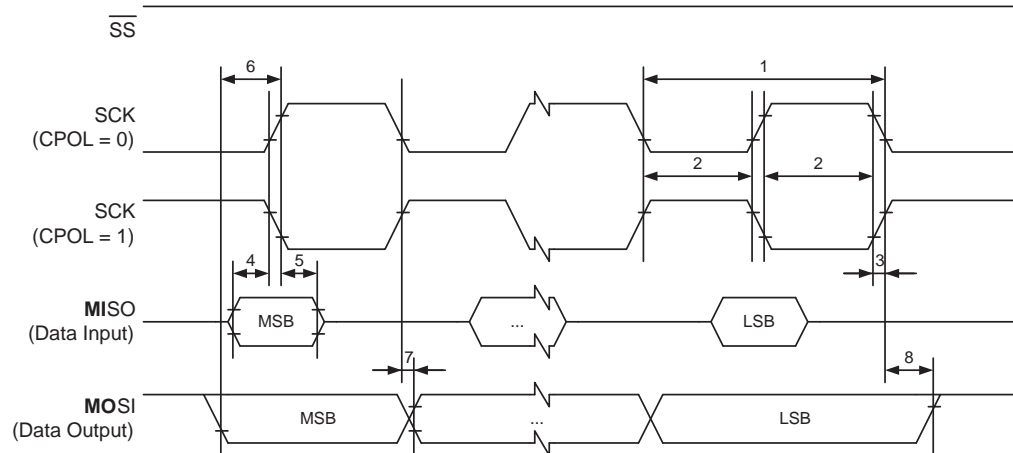 SS
6
1
SCK
(CPOL = 0)
2
2
SCK
(CPOL = 1)
4
5
3
MISO
(Data Input)
MSB
...
LSB
7
8
MOSI
(Data Output)
MSB
...
LSB